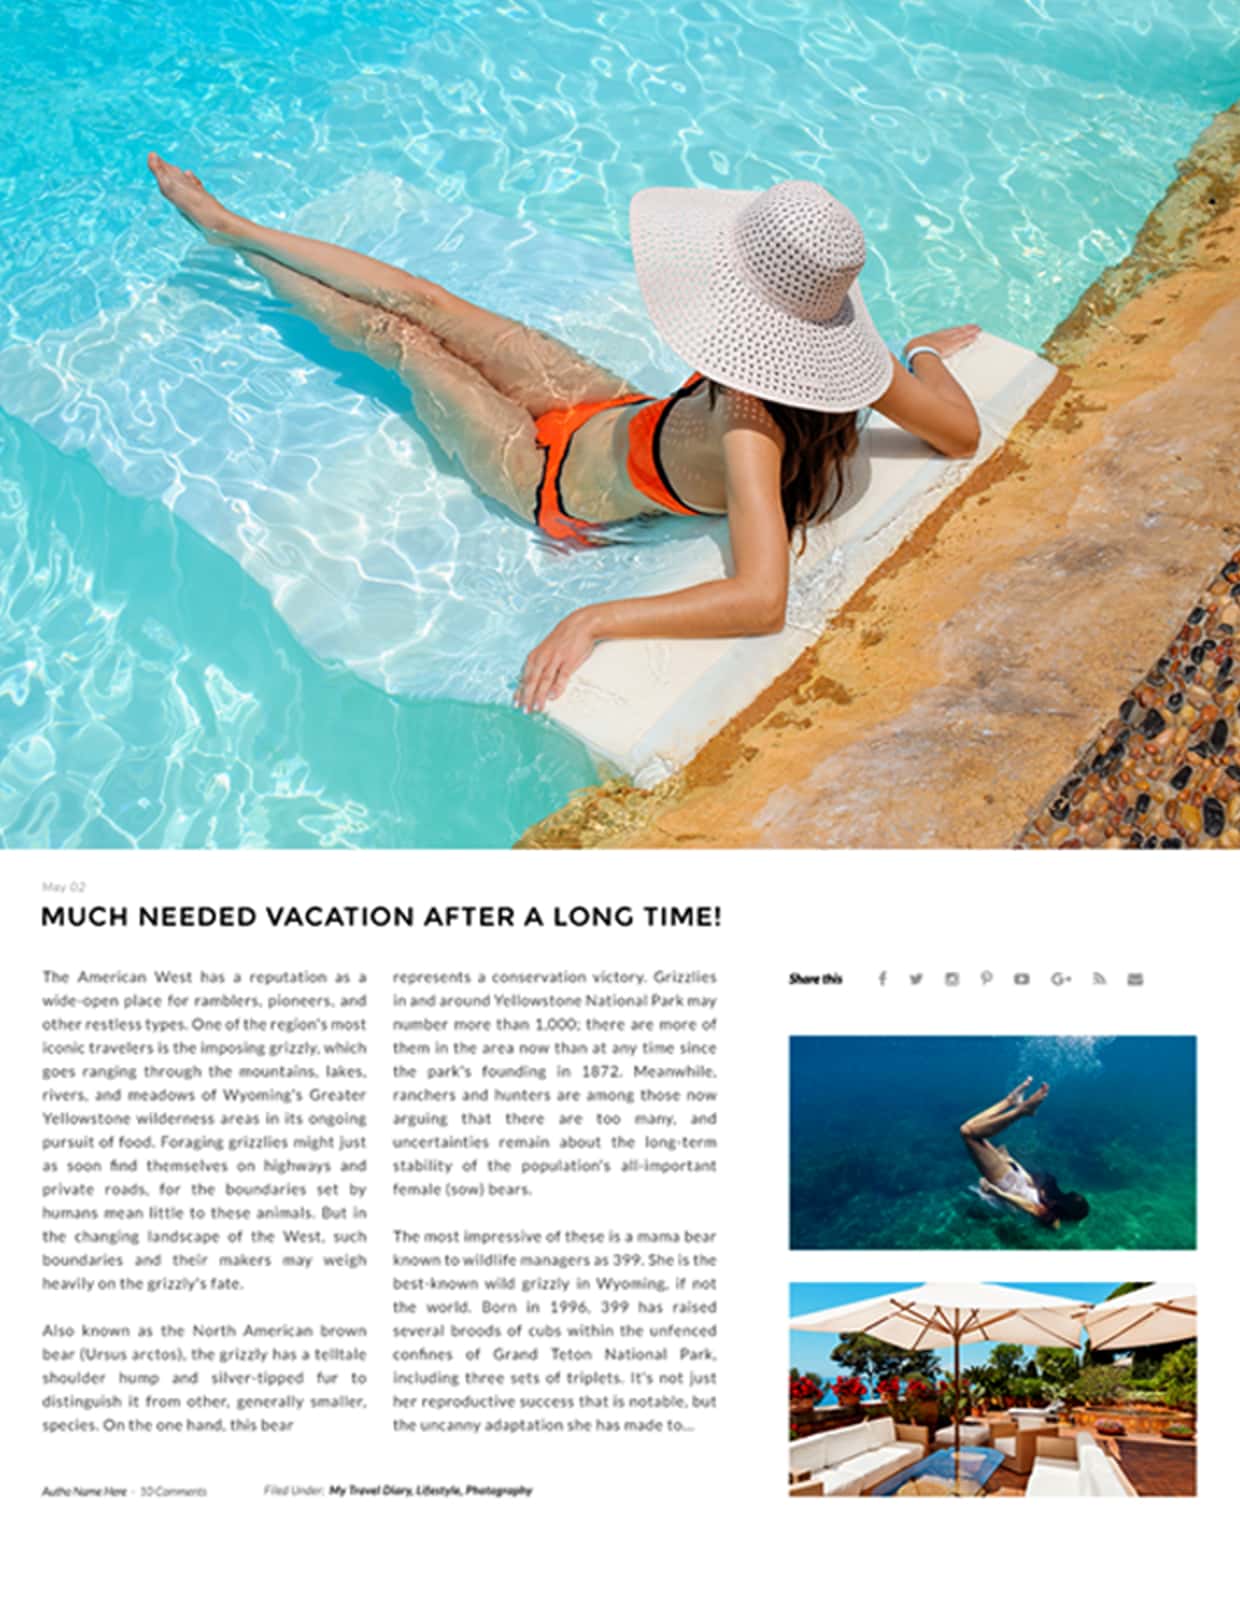 May 02
MUCH NEEDED VACATION AFTER A LONG TIME!
The American West has a reputation as a
wide-open place for ramblers, pioneers, and
other restless types. One of the region's most
iconic travelers is the imposing grizzly, which
goes ranging through the mountains, lakes,
rivers, and meadows of Wyoming's Greater
Yellowstone wilderness areas in its ongoing
pursuit of food. Foraging grizzlies might just
as soon find themselves on highways and
private roads, for the boundaries set by
humans mean little to these animals. But in
the changing landscape of the West, such
boundaries and their makers may weigh
heavily on the grizzly's fate.
Also known as the North American brown
bear (Ursus arctos), the grizzly has a telltale
shoulder hump and silver-tipped fur to
distinguish it from other, generally smaller,
species. On the one hand, this bear
represents a conservation victory. Grizzlies
in and around Yellowstone National Park may
number more than 1,000; there are more of
them in the area now than at any time since
the park's founding in 1872. Meanwhile,
ranchers and hunters are among those now
arguing that there are too many, and
uncertainties remain about the long-term
stability of the population's all-important
female (sow) bears.
The most impressive of these is a mama bear
known to wildlife managers as 399. She is the
best-known wild grizzly in Wyoming, if not
the world. Born in 1996, 399 has raised
several broods of cubs within the unfenced
confines of Grand Teton National Park,
including three sets of triplets. It's not just
her reproductive success that is notable, but
the uncanny adaptation she has made to...
Share this
Autho Name Here - 10 Comments
Filed Under: My Travel Diary, Lifestyle, Photography